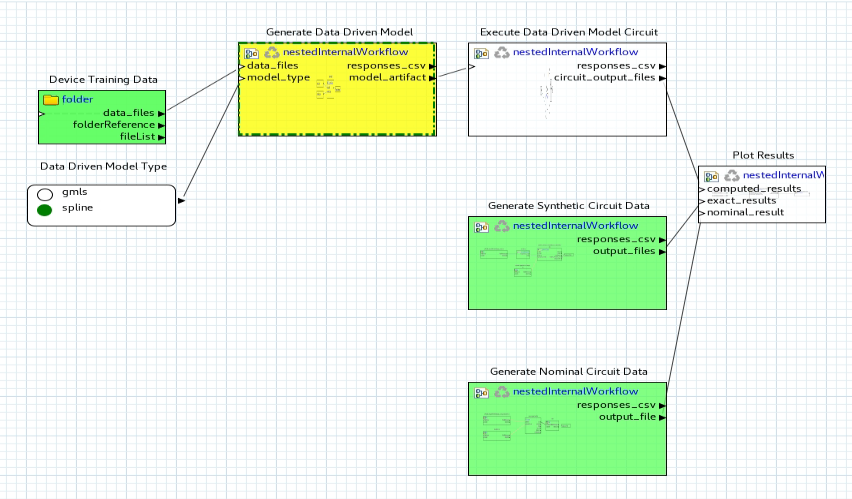 Generate Data Driven Model
nestedInternalWorkflow
data_files
responses_csv
model_type
model_artifact
Execute Data Driven Model Circuit
nestedInternalWorkflow
responses_csv
circuit_output_files
Device Training Data
folder
data_files
folderReference
fileList
Data Driven Model Type
gmls
spline
Plot Results
nestedInternalW
computed_results
exact_results
nominal_result
Generate Synthetic Circuit Data
nestedInternalWorkflow
responses_csv
output_files
Generate Nominal Circuit Data
nestedInternalWorkflow
responses_csv
output_file